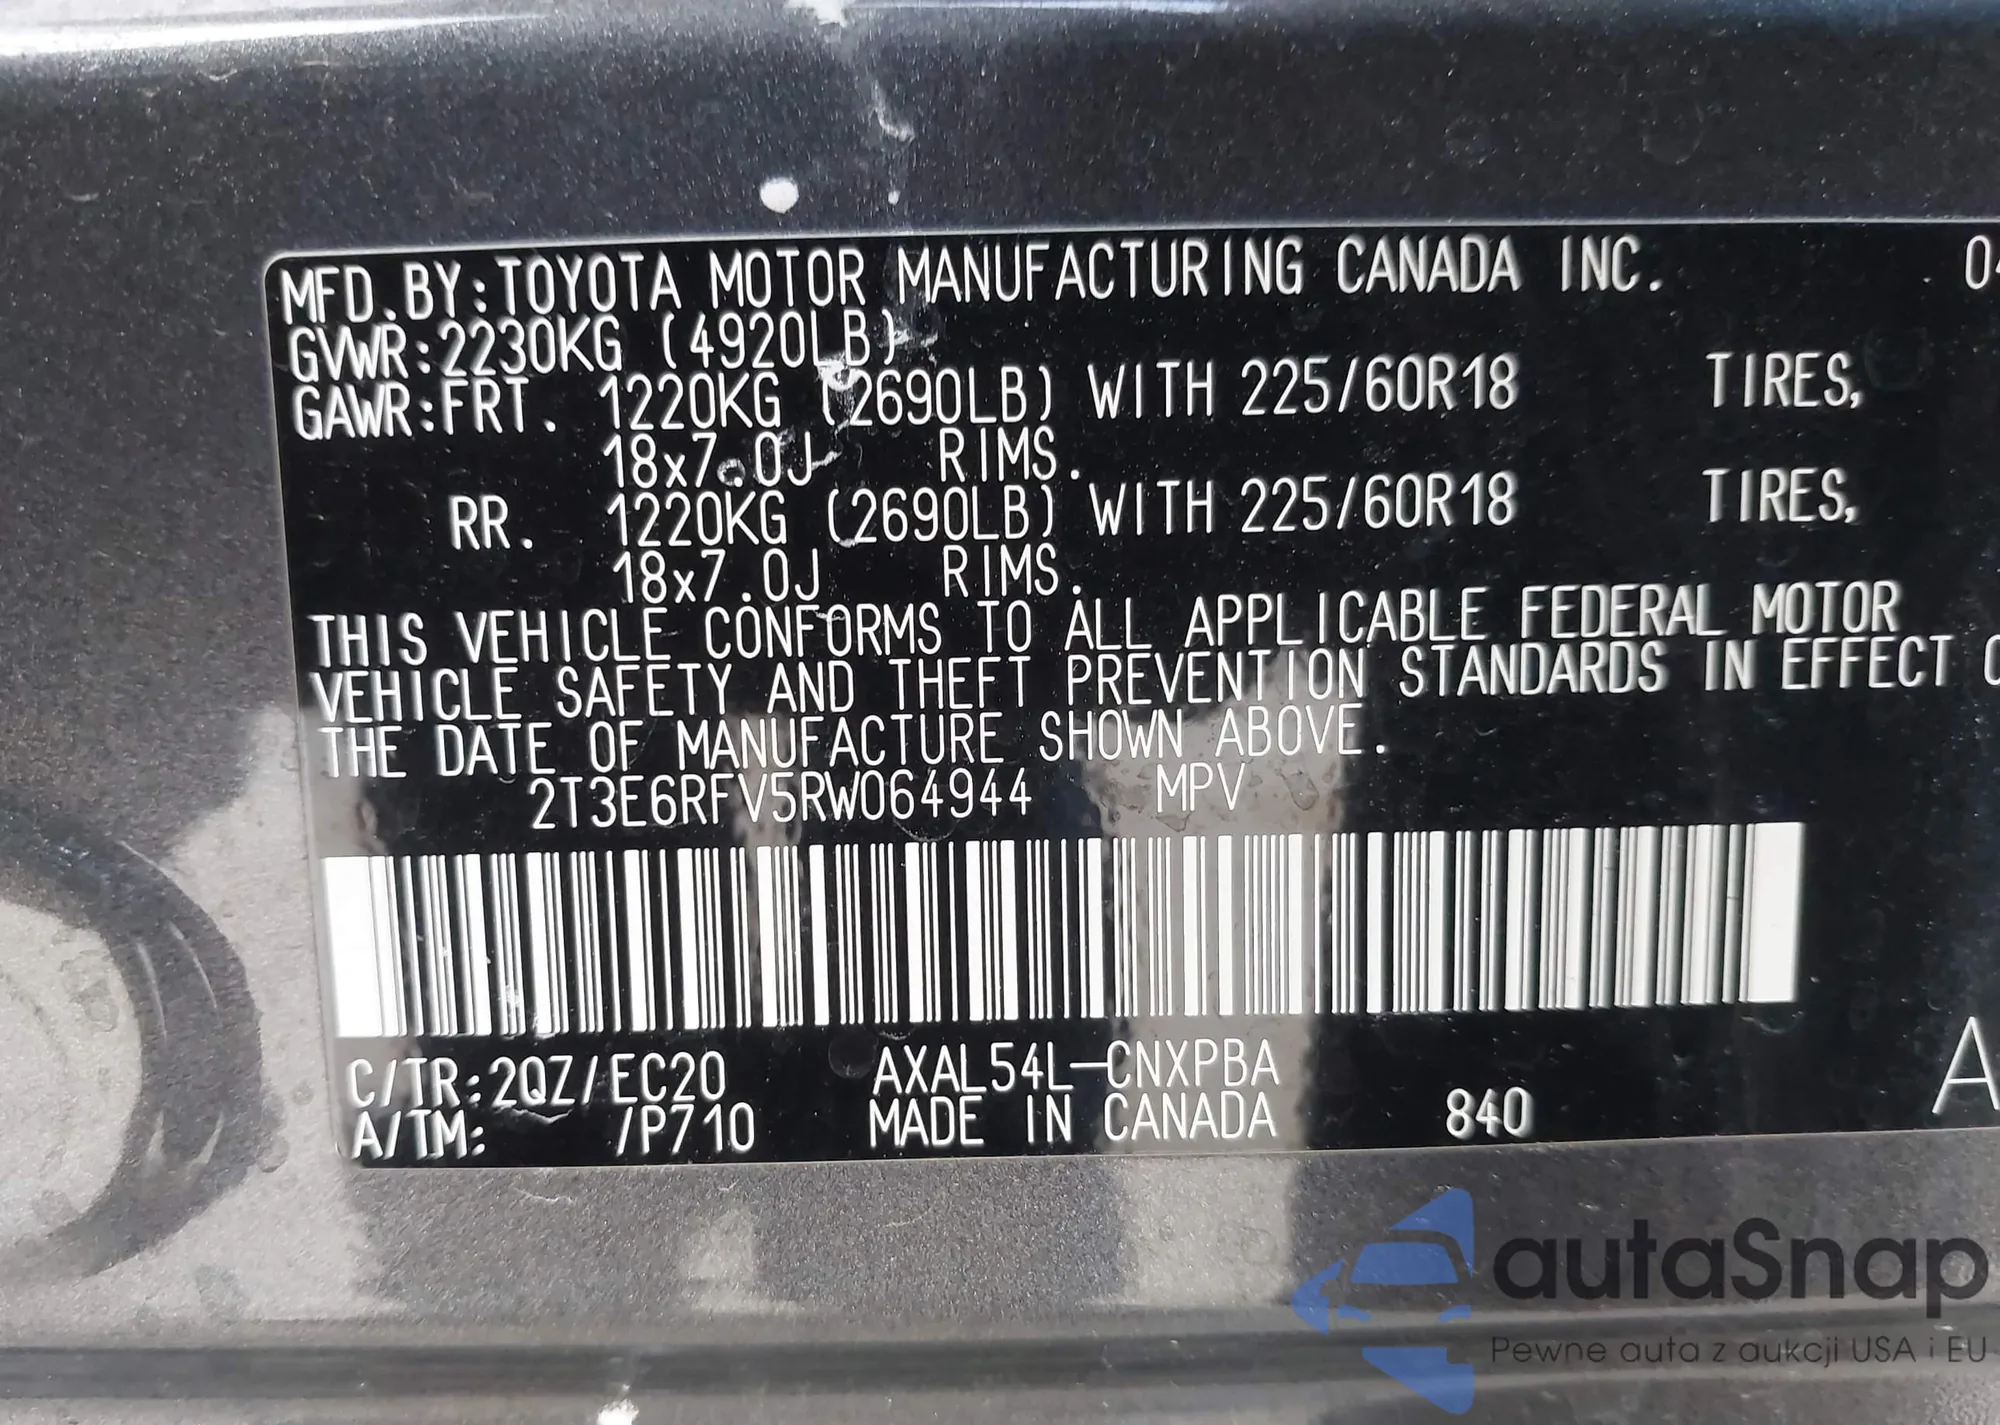 MFD.BY:TOYOTA MOTOR MANUFACTURING CANADA INC. 04
GVWR:2230KG (4920LB)
GAWR:FRT. 1220KG (2690LB) WITH 225/60R18 TIRES,
18x7.0J RIMS.
RR. 1220KG (2690LB) WITH 225/60R18 TIRES,
18x7.0J RIMS.
THIS VEHICLE CONFORMS TO ALL APPLICABLE FEDERAL MOTOR
VEHICLE SAFETY AND THEFT PREVENTION STANDARDS IN EFFECT
THE DATE OF MANUFACTURE SHOWN ABOVE.
2T3E6RFV5RW064944 MPV
C/TR:2QZ/EC20 AXAL54L-CNXPBA
A/TM: /P710 MADE IN CANADA 840 A
autaSnap
Pewne auta z aukcji USA i EU